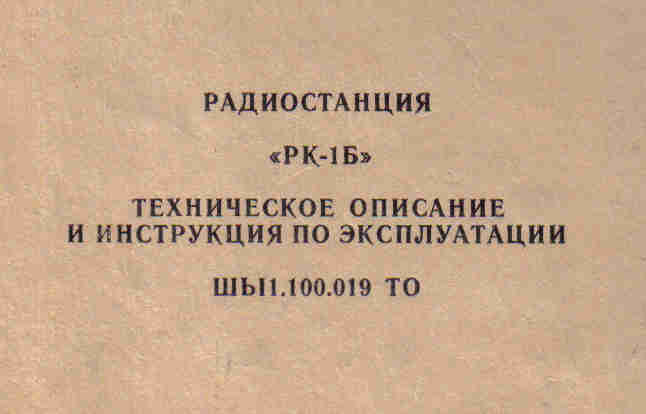 РАДИОСТАНЦИЯ
«РК-1Б»
ТЕХНИЧЕСКОЕ ОПИСАНИЕ
И ИНСТРУКЦИЯ ПО ЭКСПЛУАТАЦИИ
ШЫ1.100.019 ТО